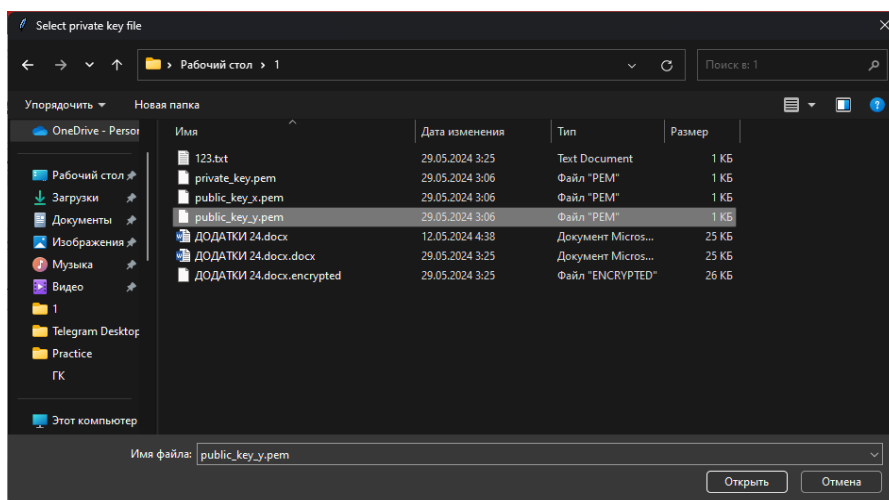 Select private key file
Рабочий стол > 1
Поиск в: 1
Упорядочить Новая папка
OneDrive - Person
Рабочий стол
Загрузки
Документы
Изображения
Музыка
Видео
1
Telegram Desktop
Practice
ГК
Этот компьютер
Имя Дата изменения Тип Размер
123.txt 29.05.2024 3:25 Text Document 1 КБ
private_key.pem 29.05.2024 3:06 Файл "PEM" 1 КБ
public_key_x.pem 29.05.2024 3:06 Файл "PEM" 1 КБ
public_key_y.pem 29.05.2024 3:06 Файл "PEM" 1 КБ
ДОДАТКИ 24.docx 12.05.2024 4:38 Документ Micros... 25 КБ
ДОДАТКИ 24.docx.docx 29.05.2024 3:25 Документ Micros... 25 КБ
ДОДАТКИ 24.docx.encrypted 29.05.2024 3:25 Файл "ENCRYPTED" 26 КБ
Имя файла: public_key_y.pem
Открыть Отмена